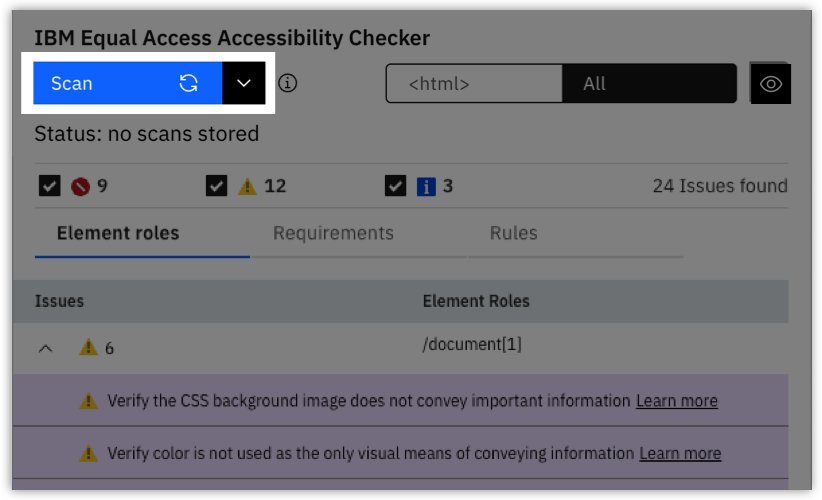 IBM Equal Access Accessibility Checker
Scan
<html> All
Status: no scans stored
9 12 3 24 Issues found
Element roles Requirements Rules
Issues Element Roles
6 /document[1]
Verify the CSS background image does not convey important information Learn more
Verify color is not used as the only visual means of conveying information Learn more